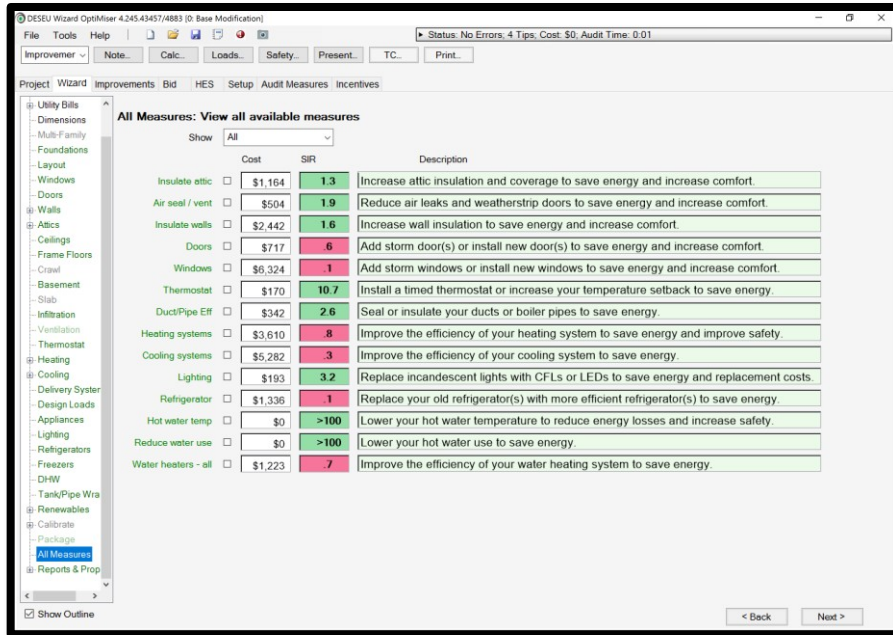 DESEU Wizard OptiMiser 4.245.43457/4883 [0: Base Modification]
File Tools Help
Status: No Errors; 4 Tips; Cost: $0; Audit Time: 0:01
Improvemer Note... Calc... Loads... Safety... Present... TC... Print...
Project Wizard Improvements Bid HES Setup Audit Measures Incentives
Utility Bills
Dimensions
Multi-Family
Foundations
Layout
Windows
Doors
Walls
Attics
Ceilings
Frame Floors
Crawl
Basement
Slab
Infiltration
Ventilation
Thermostat
Heating
Cooling
Delivery Syster
Design Loads
Appliances
Lighting
Refrigerators
Freezers
DHW
Tank/Pipe Wra
Renewables
Calibrate
Package
All Measures
Reports & Prop
Show Outline
All Measures: View all available measures
Show All
Cost SIR Description
Insulate attic $1,164 1.3 Increase attic insulation and coverage to save energy and increase comfort.
Air seal / vent $504 1.9 Reduce air leaks and weatherstrip doors to save energy and increase comfort.
Insulate walls $2,442 1.6 Increase wall insulation to save energy and increase comfort.
Doors $717 .6 Add storm door(s) or install new door(s) to save energy and increase comfort.
Windows $6,324 .1 Add storm windows or install new windows to save energy and increase comfort.
Thermostat $170 10.7 Install a timed thermostat or increase your temperature setback to save energy.
Duct/Pipe Eff $342 2.6 Seal or insulate your ducts or boiler pipes to save energy.
Heating systems $3,610 .8 Improve the efficiency of your heating system to save energy and improve safety.
Cooling systems $5,282 .3 Improve the efficiency of your cooling system to save energy.
Lighting $193 3.2 Replace incandescent lights with CFLs or LEDs to save energy and replacement costs.
Refrigerator $1,336 .1 Replace your old refrigerator(s) with more efficient refrigerator(s) to save energy.
Hot water temp $0 >100 Lower your hot water temperature to reduce energy losses and increase safety.
Reduce water use $0 >100 Lower your hot water use to save energy.
Water heaters - all $1,223 .7 Improve the efficiency of your water heating system to save energy.
< Back Next >